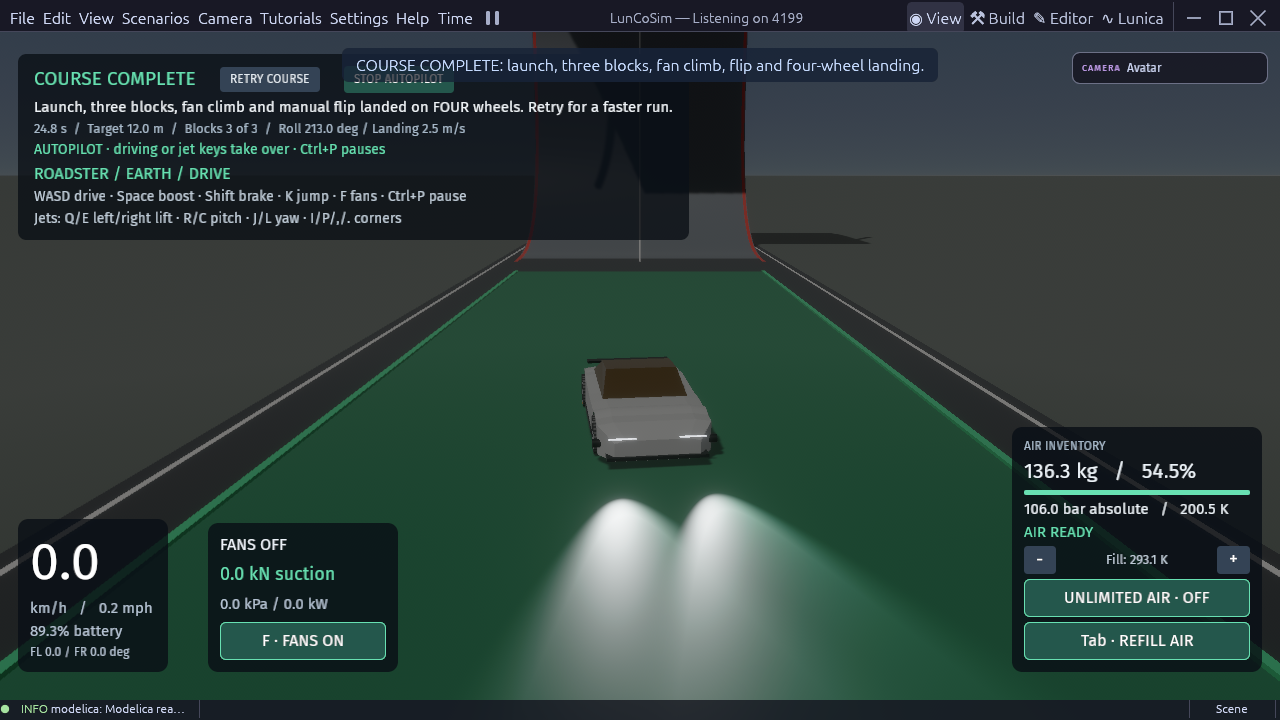 File Edit View Scenarios Camera Tutorials Settings Help Time LunCoSim — Listening on 4199 View Build Editor Lunica
COURSE COMPLETE: launch, three blocks, fan climb, flip and four-wheel landing.
COURSE COMPLETE RETRY COURSE STOP AUTOPILOT
CAMERA Avatar
Launch, three blocks, fan climb and manual flip landed on FOUR wheels. Retry for a faster run.
24.8 s / Target 12.0 m / Blocks 3 of 3 / Roll 213.0 deg / Landing 2.5 m/s
AUTOPILOT · driving or jet keys take over · Ctrl+P pauses
ROADSTER / EARTH / DRIVE
WASD drive · Space boost · Shift brake · K jump · F fans · Ctrl+P pause
Jets: Q/E left/right lift · R/C pitch · J/L yaw · I/P/,/. corners
0.0
km/h / 0.2 mph
89.3% battery
FL 0.0 / FR 0.0 deg
FANS OFF
0.0 kN suction
0.0 kPa / 0.0 kW
F · FANS ON
AIR INVENTORY
136.3 kg / 54.5%
106.0 bar absolute / 200.5 K
AIR READY
- Fill: 293.1 K +
UNLIMITED AIR · OFF
Tab · REFILL AIR
INFO modelica: Modelica rea… Scene